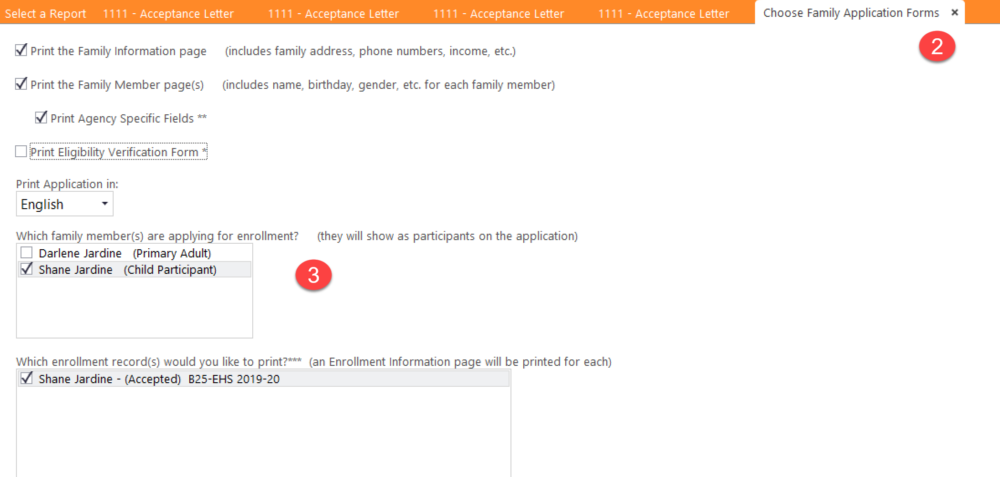 Select a Report 1111 - Acceptance Letter 1111 - Acceptance Letter 1111 - Acceptance Letter 1111 - Acceptance Letter Choose Family Application Forms ×
2
Print the Family Information page (includes family address, phone numbers, income, etc.)
Print the Family Member page(s) (includes name, birthday, gender, etc. for each family member)
Print Agency Specific Fields **
Print Eligibility Verification Form *
Print Application in:
English
Which family member(s) are applying for enrollment? (they will show as participants on the application)
Darlene Jardine (Primary Adult)
Shane Jardine (Child Participant)
3
Which enrollment record(s) would you like to print?*** (an Enrollment Information page will be printed for each)
Shane Jardine - (Accepted) B25-EHS 2019-20